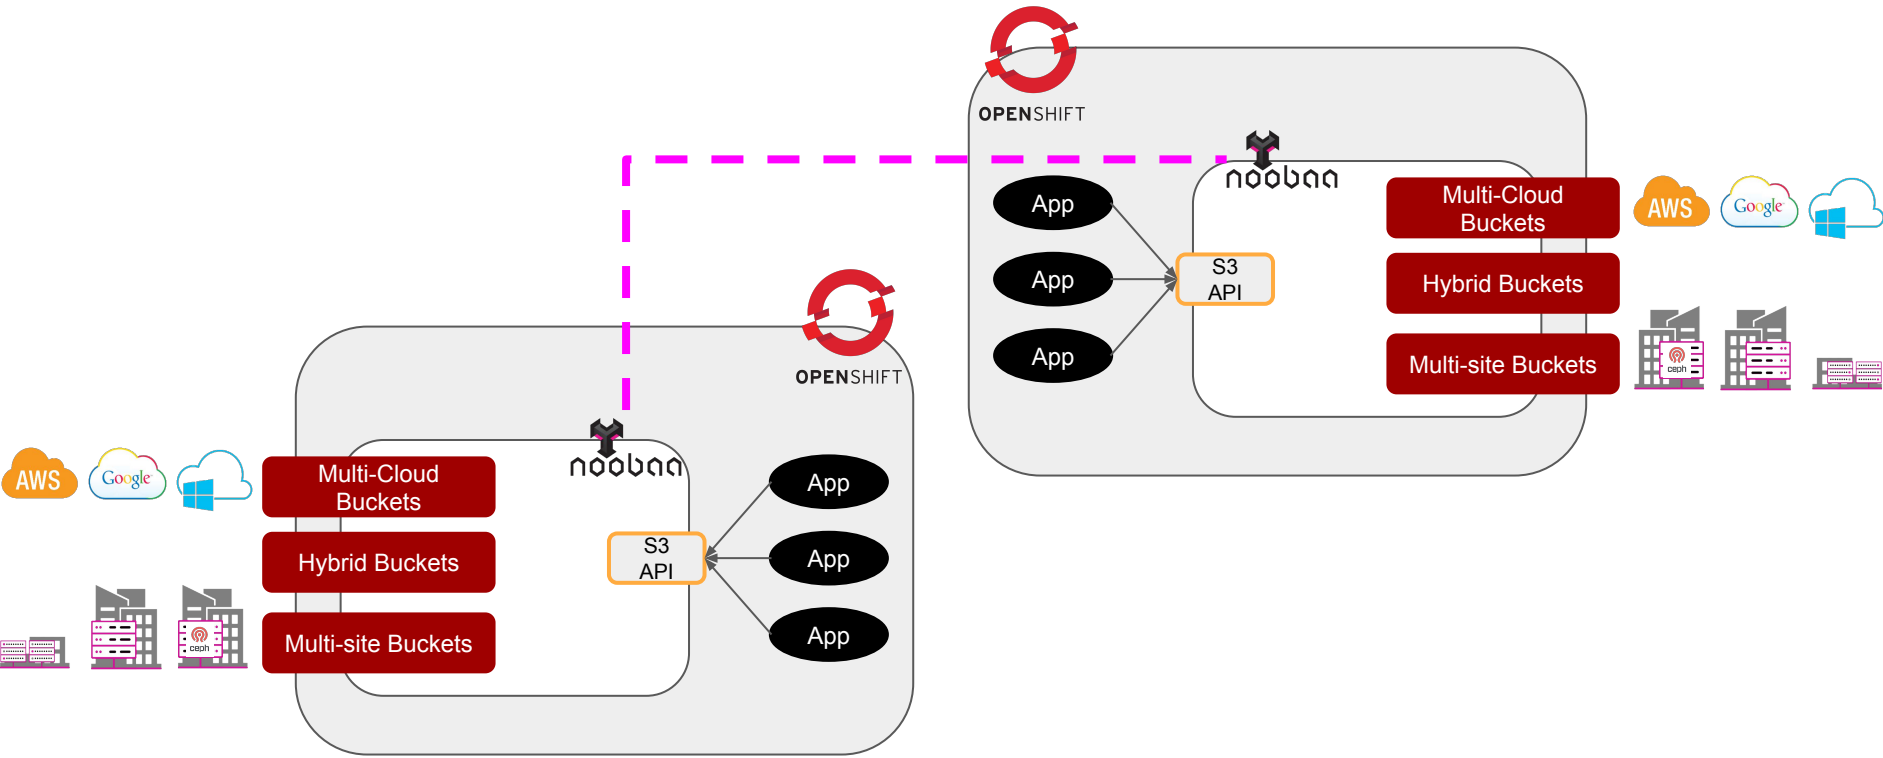 OPENSHIFT
noobaa
App
App
App
S3
API
Multi-Cloud
Buckets
Hybrid Buckets
Multi-site Buckets
AWS
Google
ceph
OPENSHIFT
noobaa
AWS
Google
Multi-Cloud
Buckets
Hybrid Buckets
Multi-site Buckets
ceph
S3
API
App
App
App